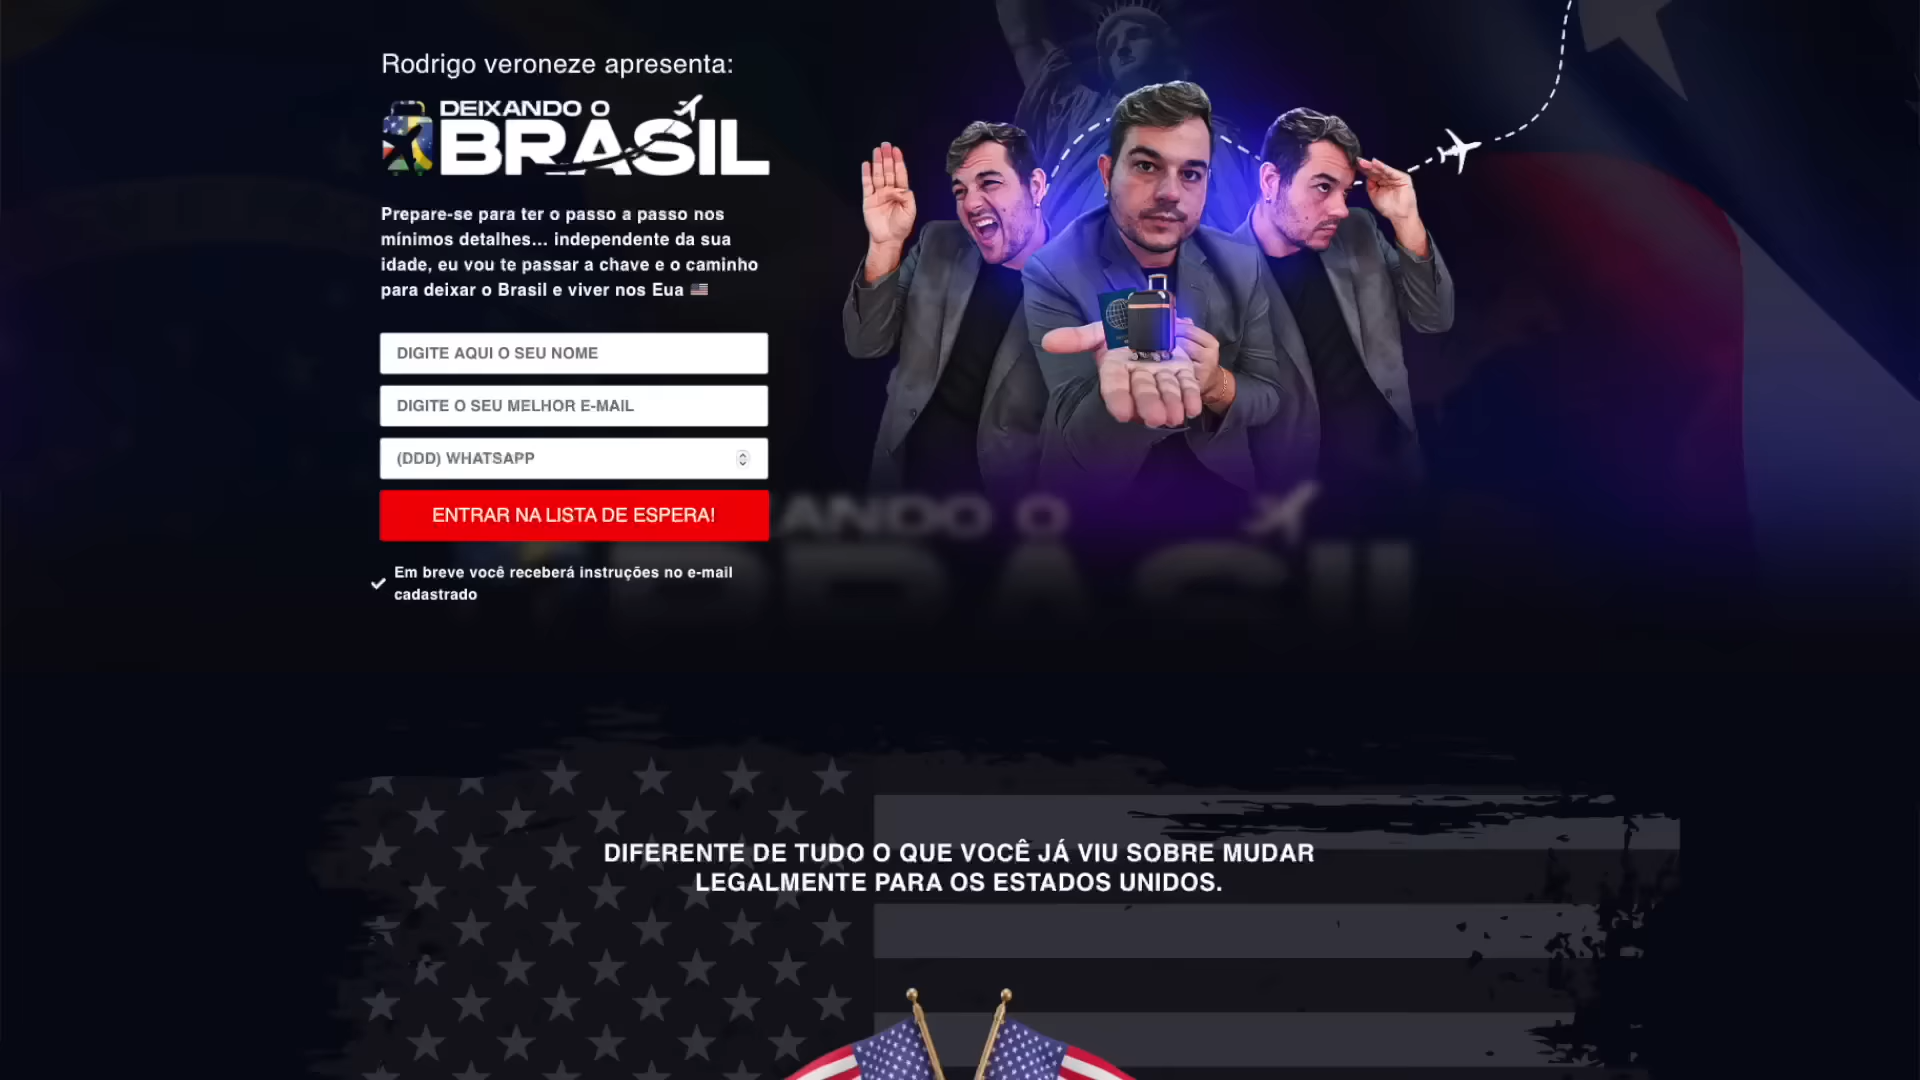 Rodrigo veroneze apresenta:
DEIXANDO O
BRASIL
Prepare-se para ter o passo a passo nos
mínimos detalhes... independente da sua
idade, eu vou te passar a chave e o caminho
para deixar o Brasil e viver nos Eua 🇺🇸
DIGITE AQUI O SEU NOME
DIGITE O SEU MELHOR E-MAIL
(DDD) WHATSAPP
ENTRAR NA LISTA DE ESPERA!
ANDO O
BRASIL
Em breve você receberá instruções no e-mail
cadastrado
DIFERENTE DE TUDO O QUE VOCÊ JÁ VIU SOBRE MUDAR
LEGALMENTE PARA OS ESTADOS UNIDOS.